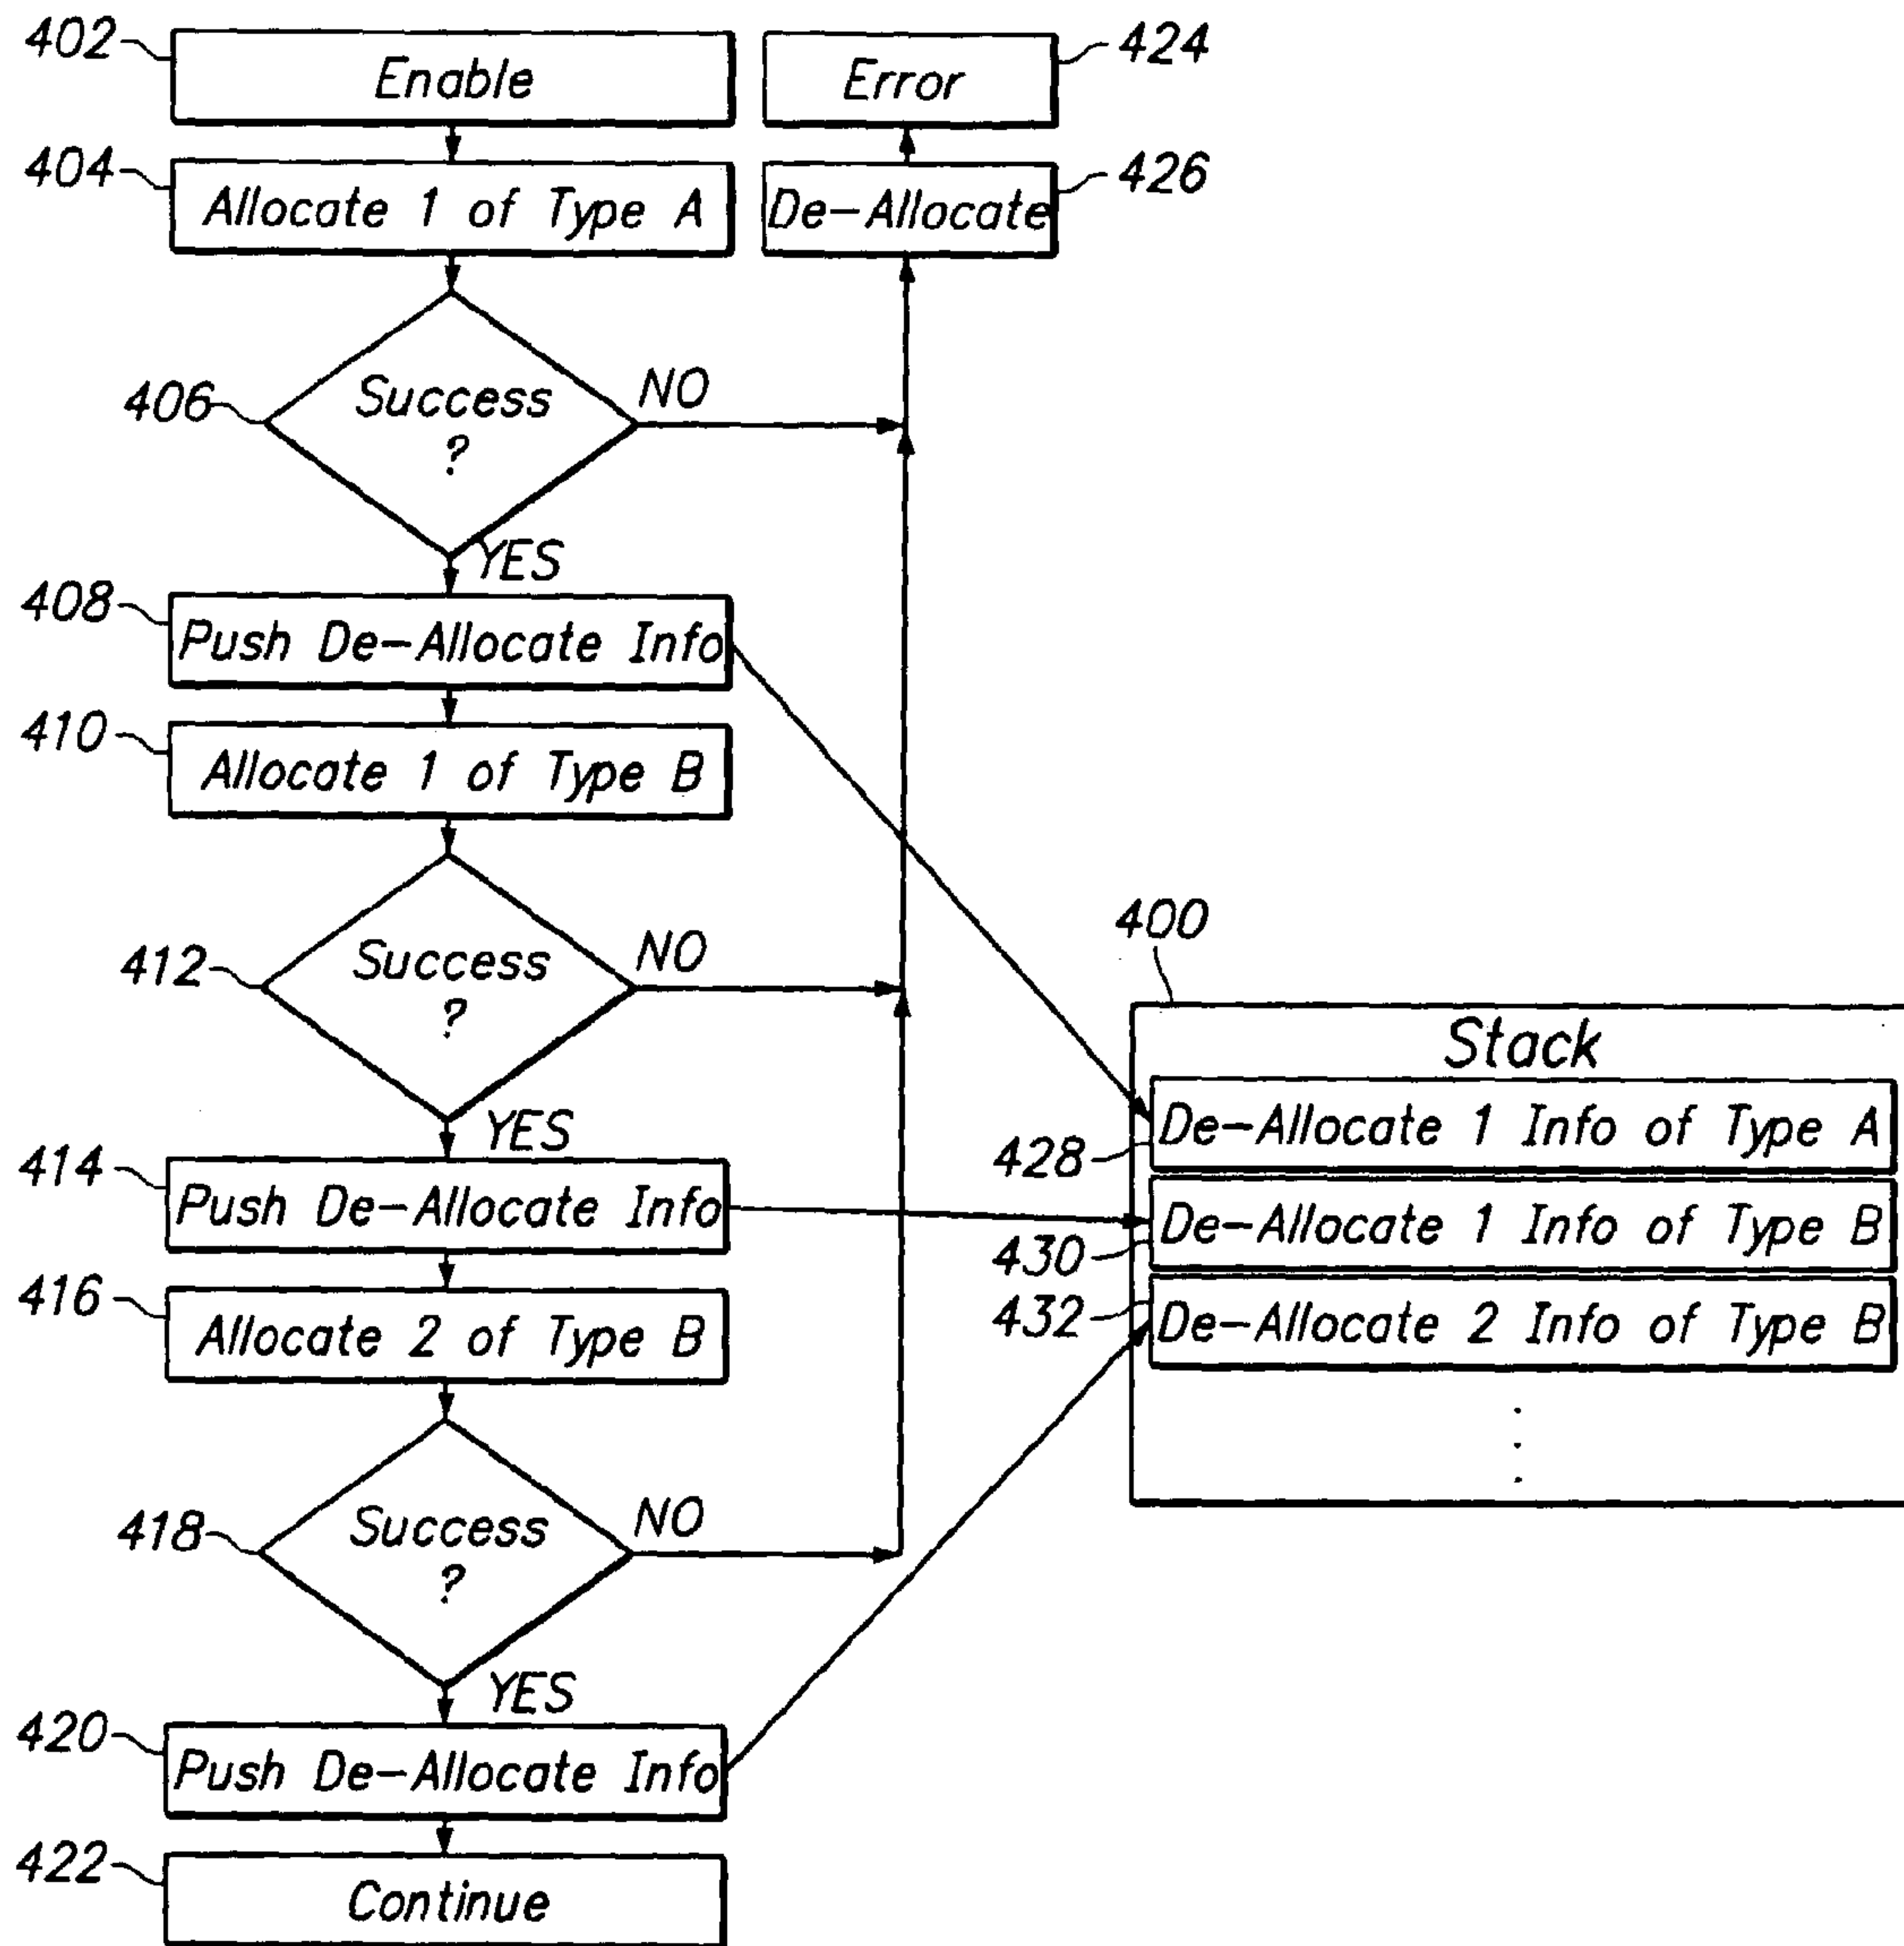 402
Enable
Error
424
404
Allocate 1 of Type A
De-Allocate
426
406
Success
?
NO
YES
408
Push De-Allocate Info
410
Allocate 1 of Type B
412
Success
?
NO
YES
414
Push De-Allocate Info
416
Allocate 2 of Type B
418
Success
?
NO
YES
420
Push De-Allocate Info
422
Continue
400
Stack
De-Allocate 1 Info of Type A
428
De-Allocate 1 Info of Type B
430
De-Allocate 2 Info of Type B
432